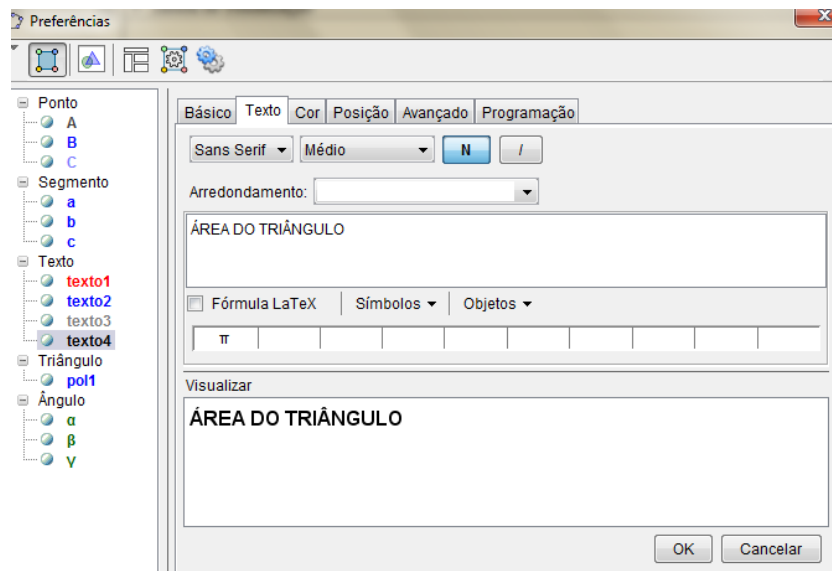 Preferências
Ponto
A
B
C
Segmento
a
b
c
Texto
texto1
texto2
texto3
texto4
Triângulo
pol1
Ângulo
α
β
γ
Básico Texto Cor Posição Avançado Programação
Sans Serif Médio N I
Arredondamento:
ÁREA DO TRIÂNGULO
Fórmula LaTeX Símbolos Objetos
π
Visualizar
ÁREA DO TRIÂNGULO
OK Cancelar